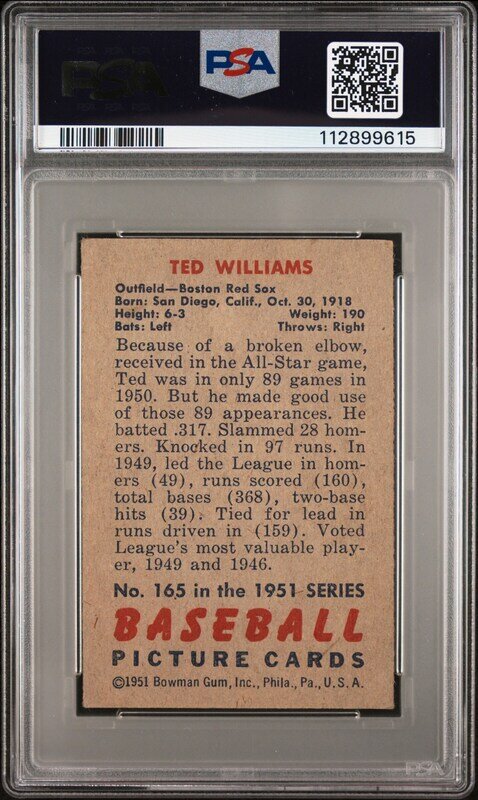 PSA
PSA
112899615
TED WILLIAMS
Outfield—Boston Red Sox
Born: San Diego, Calif., Oct. 30, 1918
Height: 6-3 Weight: 190
Bats: Left Throws: Right
Because of a broken elbow,
received in the All-Star game,
Ted was in only 89 games in
1950. But he made good use
of those 89 appearances. He
batted .317. Slammed 28 hom-
ers. Knocked in 97 runs. In
1949, led the League in hom-
ers (49), runs scored (160),
total bases (368), two-base
hits (39). Tied for lead in
runs driven in (159). Voted
League's most valuable play-
er, 1949 and 1946.
No. 165 in the 1951 SERIES
BASEBALL
PICTURE CARDS
©1951 Bowman Gum, Inc., Phila., Pa., U.S.A.
PSA